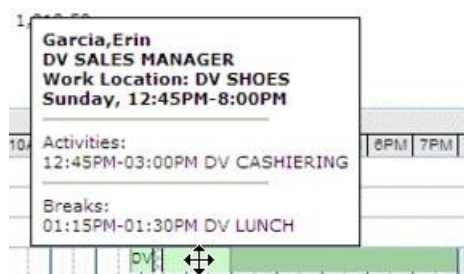 Garcia,Erin
DV SALES MANAGER
Work Location: DV SHOES
Sunday, 12:45PM-8:00PM
10A
Activities:
12:45PM-03:00PM DV CASHIERING
6PM 7PM
Breaks:
01:15PM-01:30PM DV LUNCH
DV